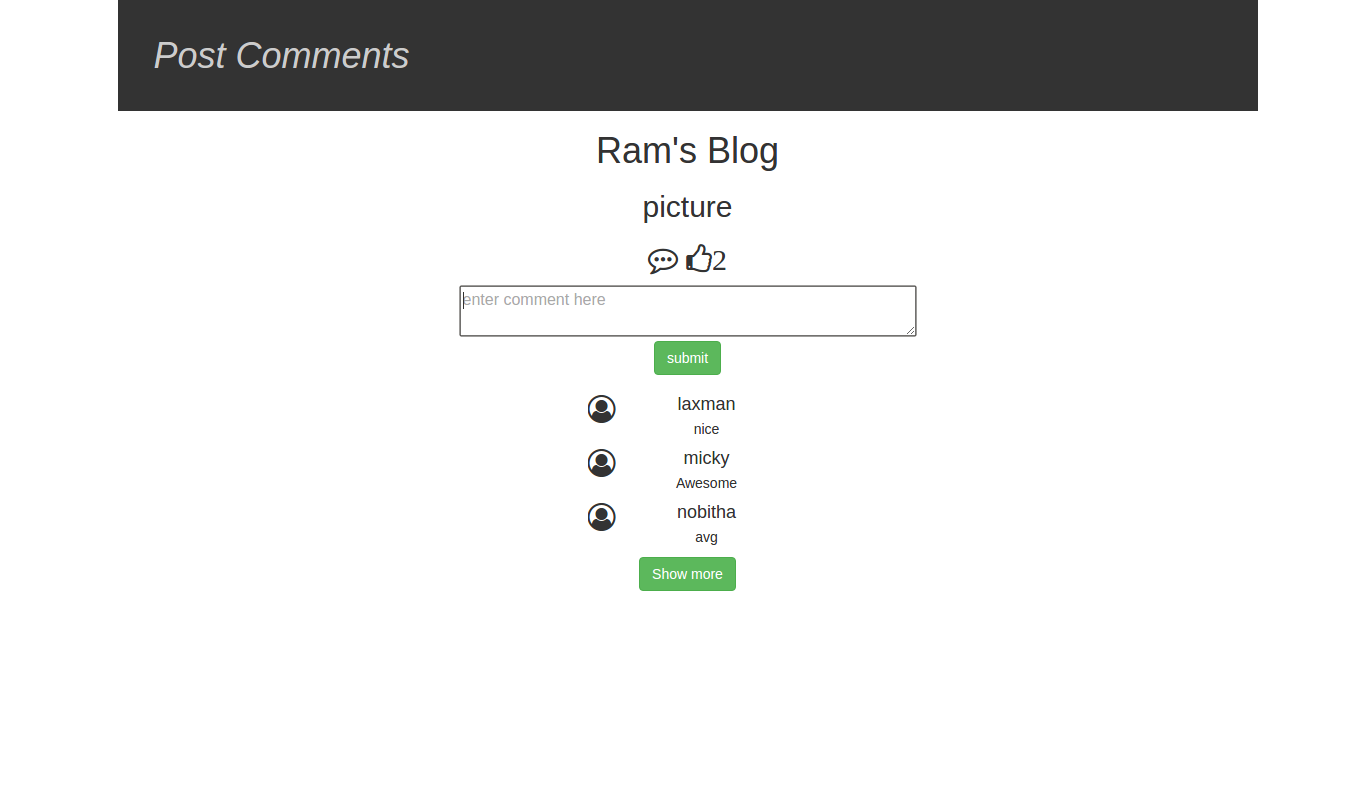 Post Comments
Ram's Blog
picture
2
enter comment here
submit
laxman
nice
micky
Awesome
nobitha
avg
Show more